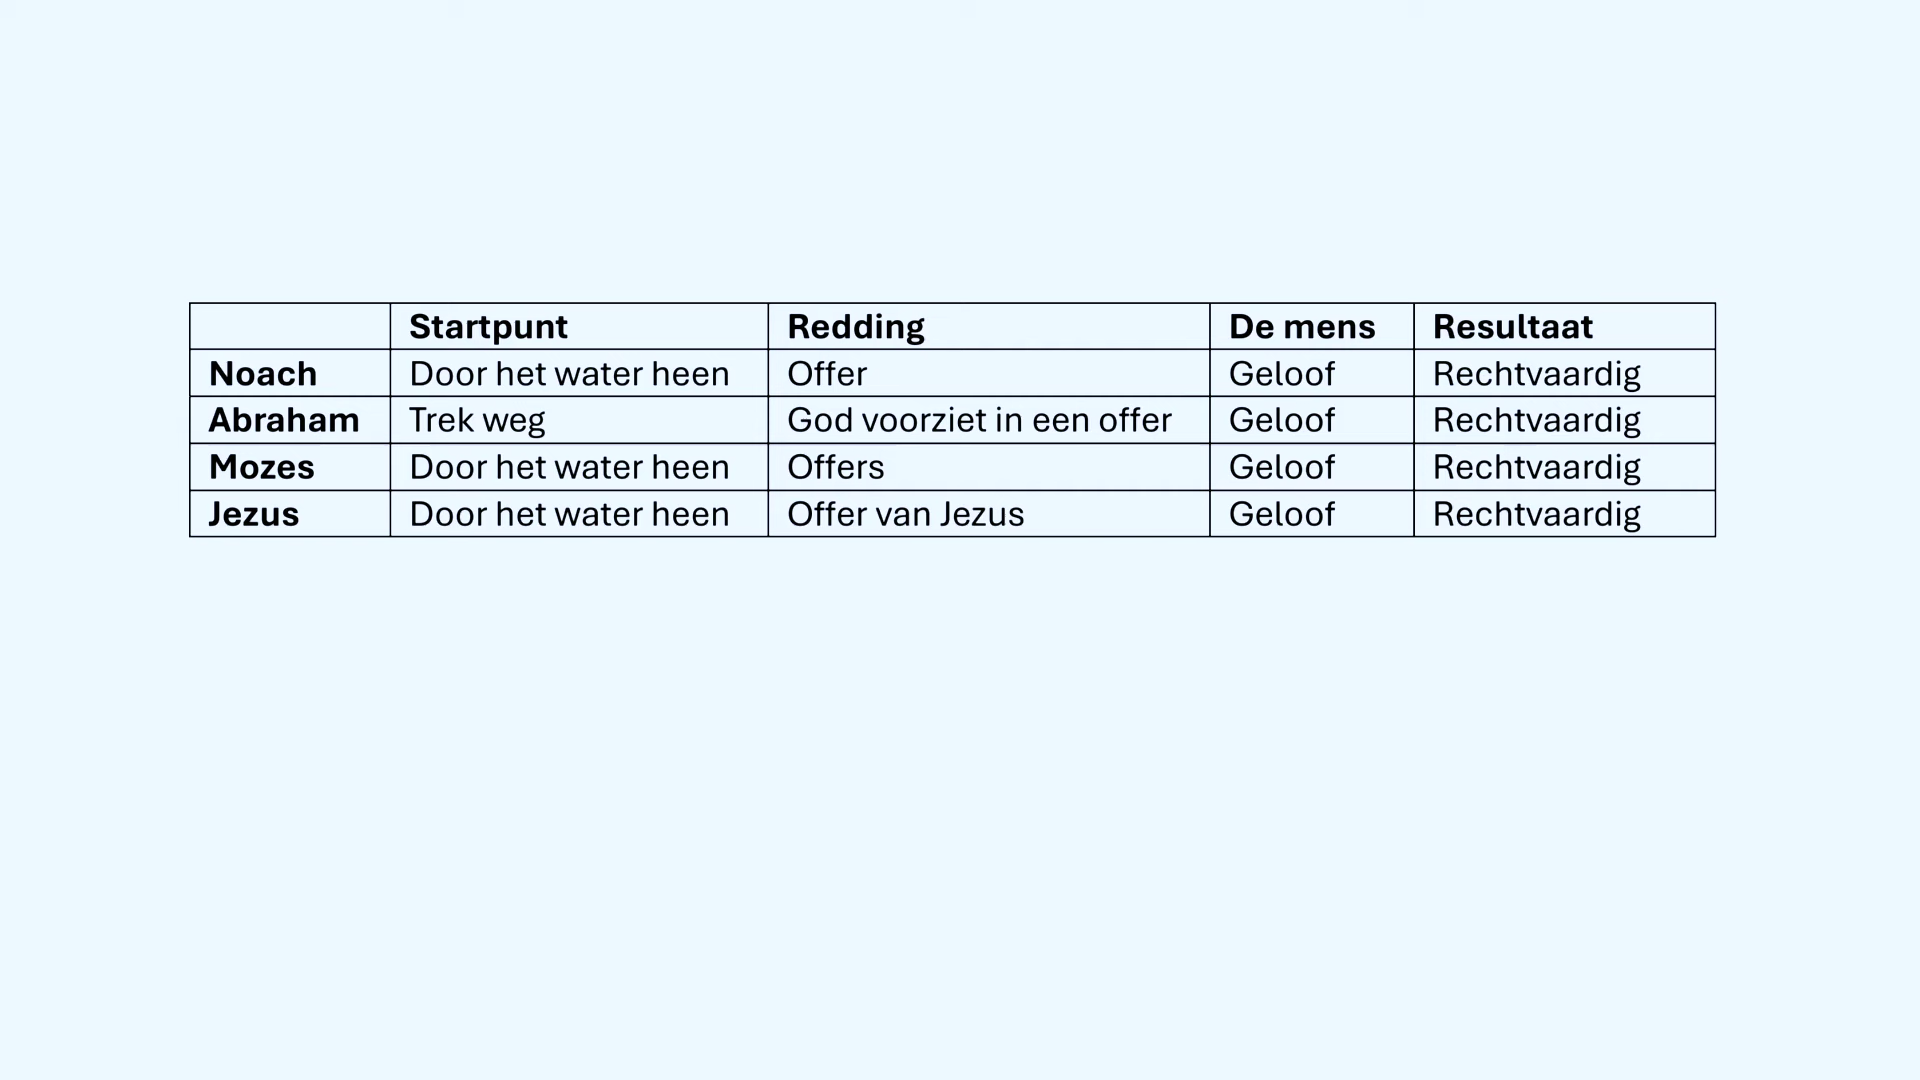 Startpunt Redding De mens Resultaat
Noach Door het water heen Offer Geloof Rechtvaardig
Abraham Trek weg God voorziet in een offer Geloof Rechtvaardig
Mozes Door het water heen Offers Geloof Rechtvaardig
Jezus Door het water heen Offer van Jezus Geloof Rechtvaardig